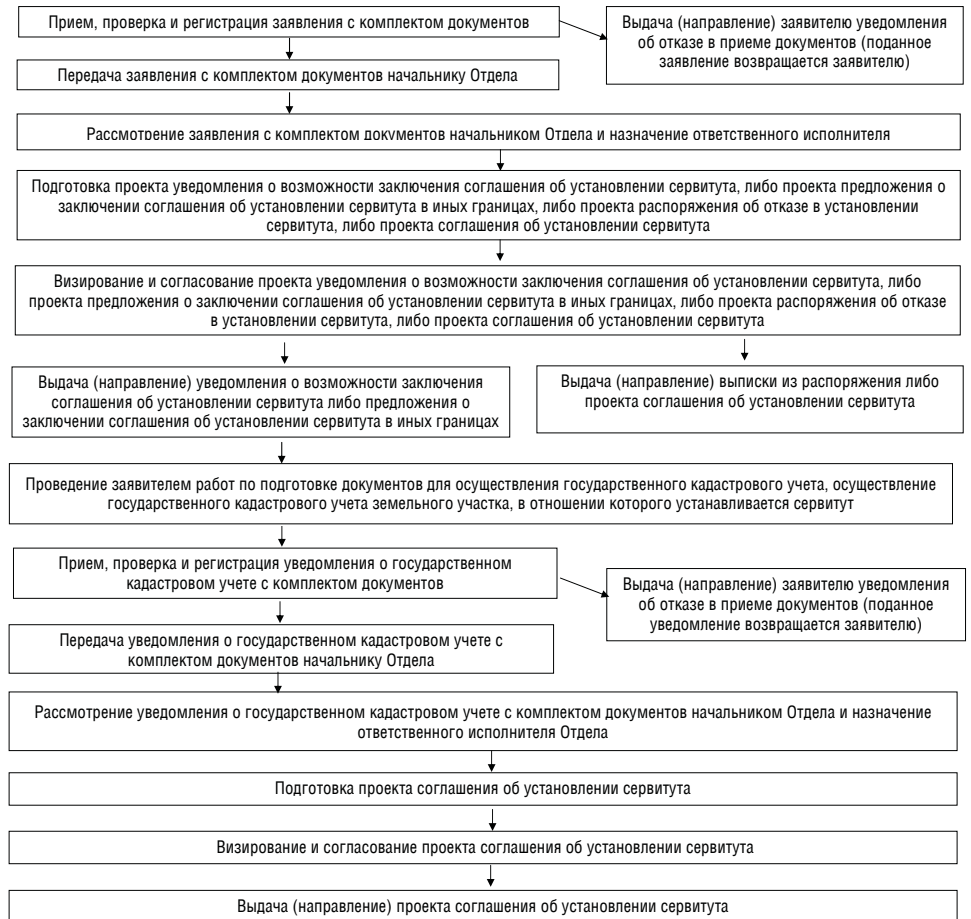 Прием, проверка и регистрация заявления с комплектом документов
Выдача (направление) заявителю уведомления
об отказе в приеме документов (поданное
заявление возвращается заявителю)
Передача заявления с комплектом документов начальнику Отдела
Рассмотрение заявления с комплектом документов начальником Отдела и назначение ответственного исполнителя
Подготовка проекта уведомления о возможности заключения соглашения об установлении сервитута, либо проекта предложения о
заключении соглашения об установлении сервитута в иных границах, либо проекта распоряжения об отказе в установлении
сервитута, либо проекта соглашения об установлении сервитута
Визирование и согласование проекта уведомления о возможности заключения соглашения об установлении сервитута, либо
проекта предложения о заключении соглашения об установлении сервитута в иных границах, либо проекта распоряжения об отказе
в установлении сервитута, либо проекта соглашения об установлении сервитута
Выдача (направление) уведомления о возможности заключения
соглашения об установлении сервитута либо предложения о
заключении соглашения об установлении сервитута в иных границах
Выдача (направление) выписки из распоряжения либо
проекта соглашения об установлении сервитута
Проведение заявителем работ по подготовке документов для осуществления государственного кадастрового учета, осуществление
государственного кадастрового учета земельного участка, в отношении которого устанавливается сервитут
Прием, проверка и регистрация уведомления о государственном
кадастровом учете с комплектом документов
Выдача (направление) заявителю уведомления
об отказе в приеме документов (поданное
уведомление возвращается заявителю)
Передача уведомления о государственном кадастровом учете с
комплектом документов начальнику Отдела
Рассмотрение уведомления о государственном кадастровом учете с комплектом документов начальником Отдела и назначение
ответственного исполнителя Отдела
Подготовка проекта соглашения об установлении сервитута
Визирование и согласование проекта соглашения об установлении сервитута
Выдача (направление) проекта соглашения об установлении сервитута